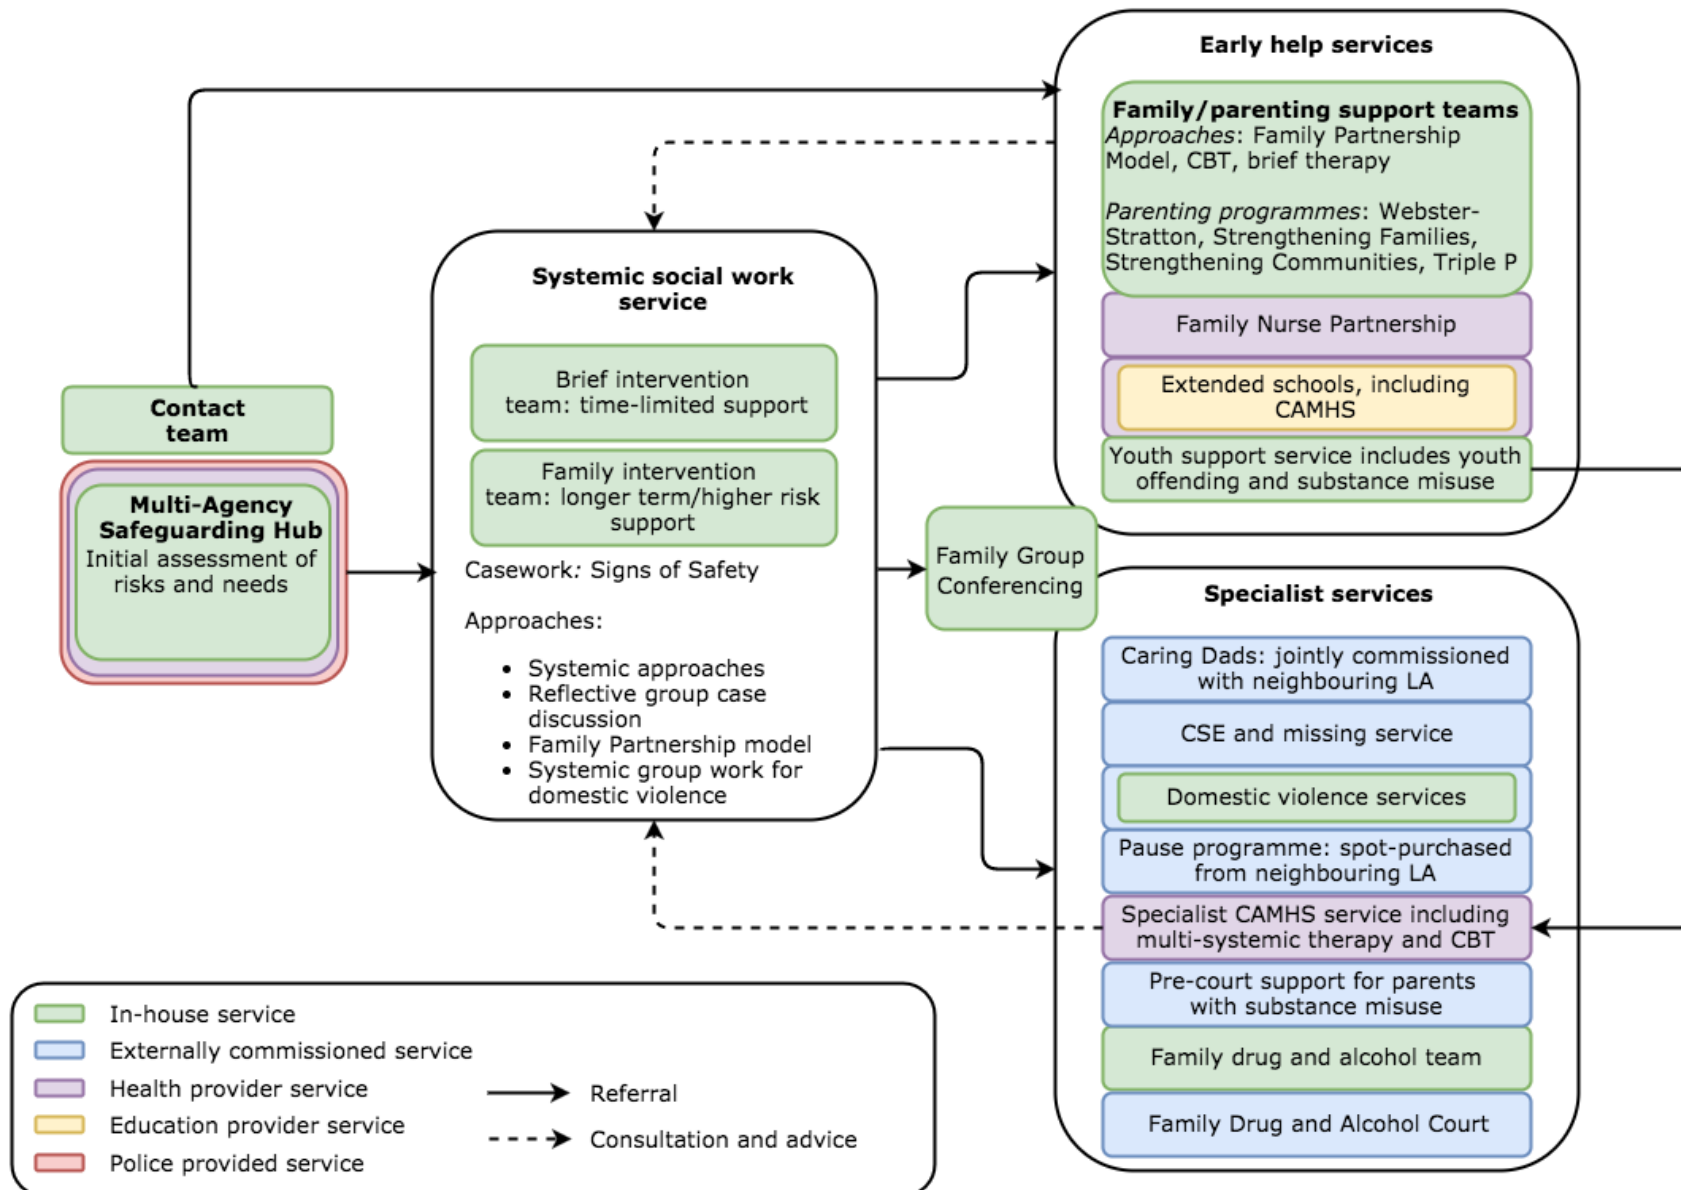 Early help services
Family/parenting support teams
Approaches: Family Partnership
Model, CBT, brief therapy
Parenting programmes: Webster-
Stratton, Strengthening Families,
Strengthening Communities, Triple P
Family Nurse Partnership
Extended schools, including
CAMHS
Youth support service includes youth
offending and substance misuse
Systemic social work
service
Brief intervention
team: time-limited support
Family intervention
team: longer term/higher risk
support
Casework: Signs of Safety
Approaches:
• Systemic approaches
• Reflective group case
discussion
• Family Partnership model
• Systemic group work for
domestic violence
Contact
team
Multi-Agency
Safeguarding Hub
Initial assessment of
risks and needs
Family Group
Conferencing
Specialist services
Caring Dads: jointly commissioned
with neighbouring LA
CSE and missing service
Domestic violence services
Pause programme: spot-purchased
from neighbouring LA
Specialist CAMHS service including
multi-systemic therapy and CBT
Pre-court support for parents
with substance misuse
Family drug and alcohol team
Family Drug and Alcohol Court
In-house service
Externally commissioned service
Health provider service
Education provider service
Police provided service
Referral
Consultation and advice